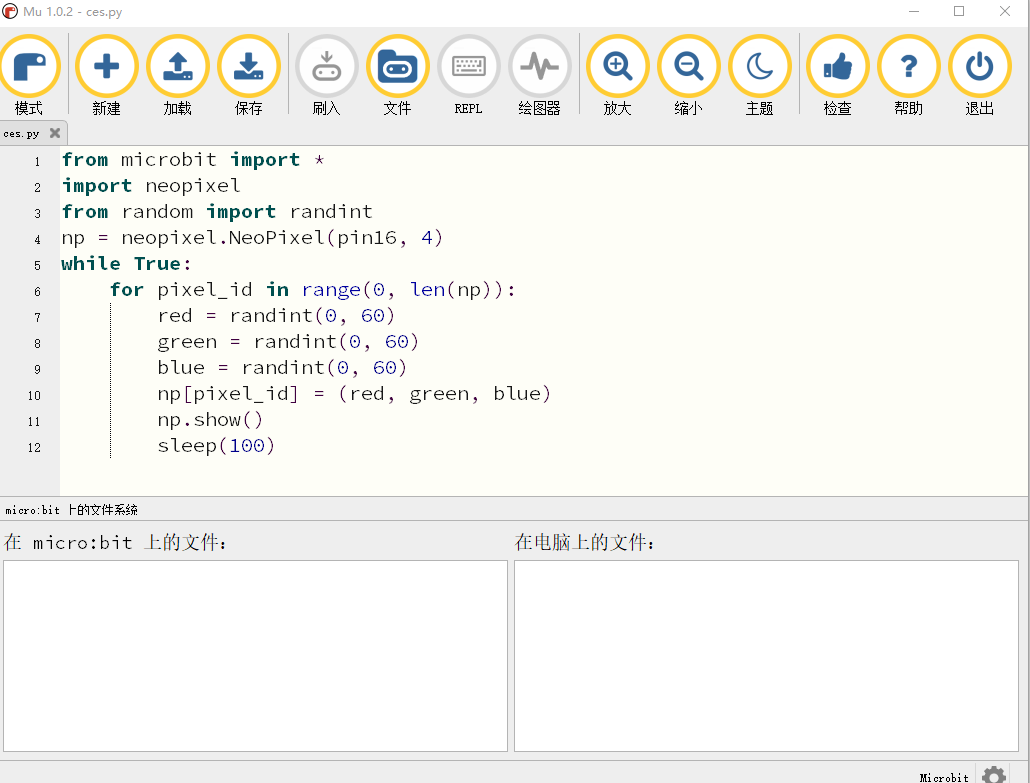 Mu 1.0.2 - ces.py
模式 新建 加载 保存 刷入 文件 REPL 绘图器 放大 缩小 主题 检查 帮助 退出
ces.py
1 from microbit import *
2 import neopixel
3 from random import randint
4 np = neopixel.NeoPixel(pin16, 4)
5 while True:
6 for pixel_id in range(0, len(np)):
7 red = randint(0, 60)
8 green = randint(0, 60)
9 blue = randint(0, 60)
10 np[pixel_id] = (red, green, blue)
11 np.show()
12 sleep(100)
micro:bit 上的文件系统
在 micro:bit 上的文件: 在电脑上的文件:
Microbit